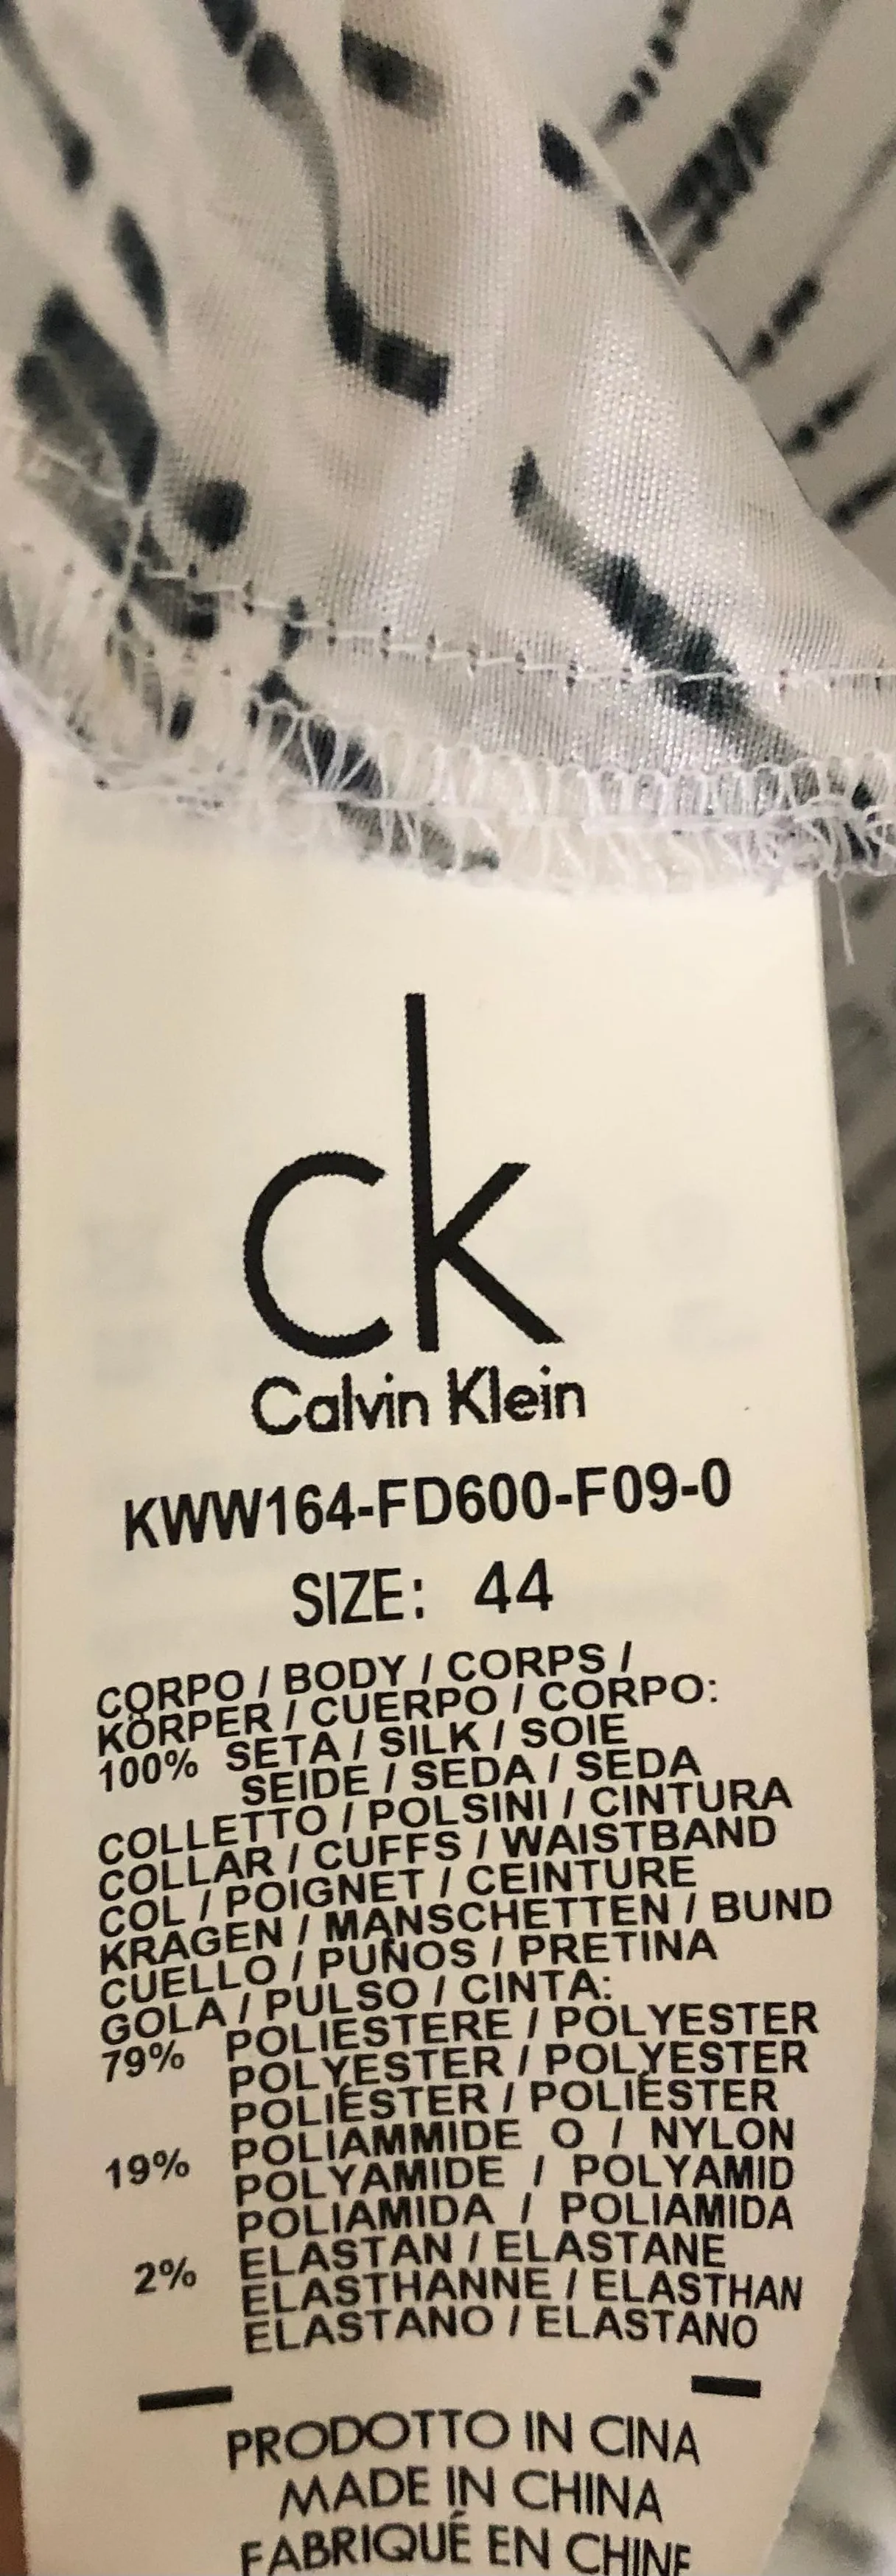 ck
Calvin Klein
KWW164-FD600-F09-0
SIZE: 44
CORPO / BODY / CORPS /
KÖRPER / CUERPO / CORPO:
100% SETA / SILK / SOIE
SEIDE / SEDA / SEDA
COLLETTO / POLSINI / CINTURA
COLLAR / CUFFS / WAISTBAND
COL / POIGNET / CEINTURE
KRAGEN / MANSCHETTEN / BUND
CUELLO / PUÑOS / PRETINA
GOLA / PULSO / CINTA:
79% POLIESTERE / POLYESTER
POLYESTER / POLYESTER
POLIÉSTER / POLIÉSTER
19% POLIAMMIDE O / NYLON
POLYAMIDE / POLYAMID
POLIAMIDA / POLIAMIDA
2% ELASTAN / ELASTANE
ELASTHANNE / ELASTHAN
ELASTANO / ELASTANO
PRODOTTO IN CINA
MADE IN CHINA
FABRIQUÉ EN CHINE